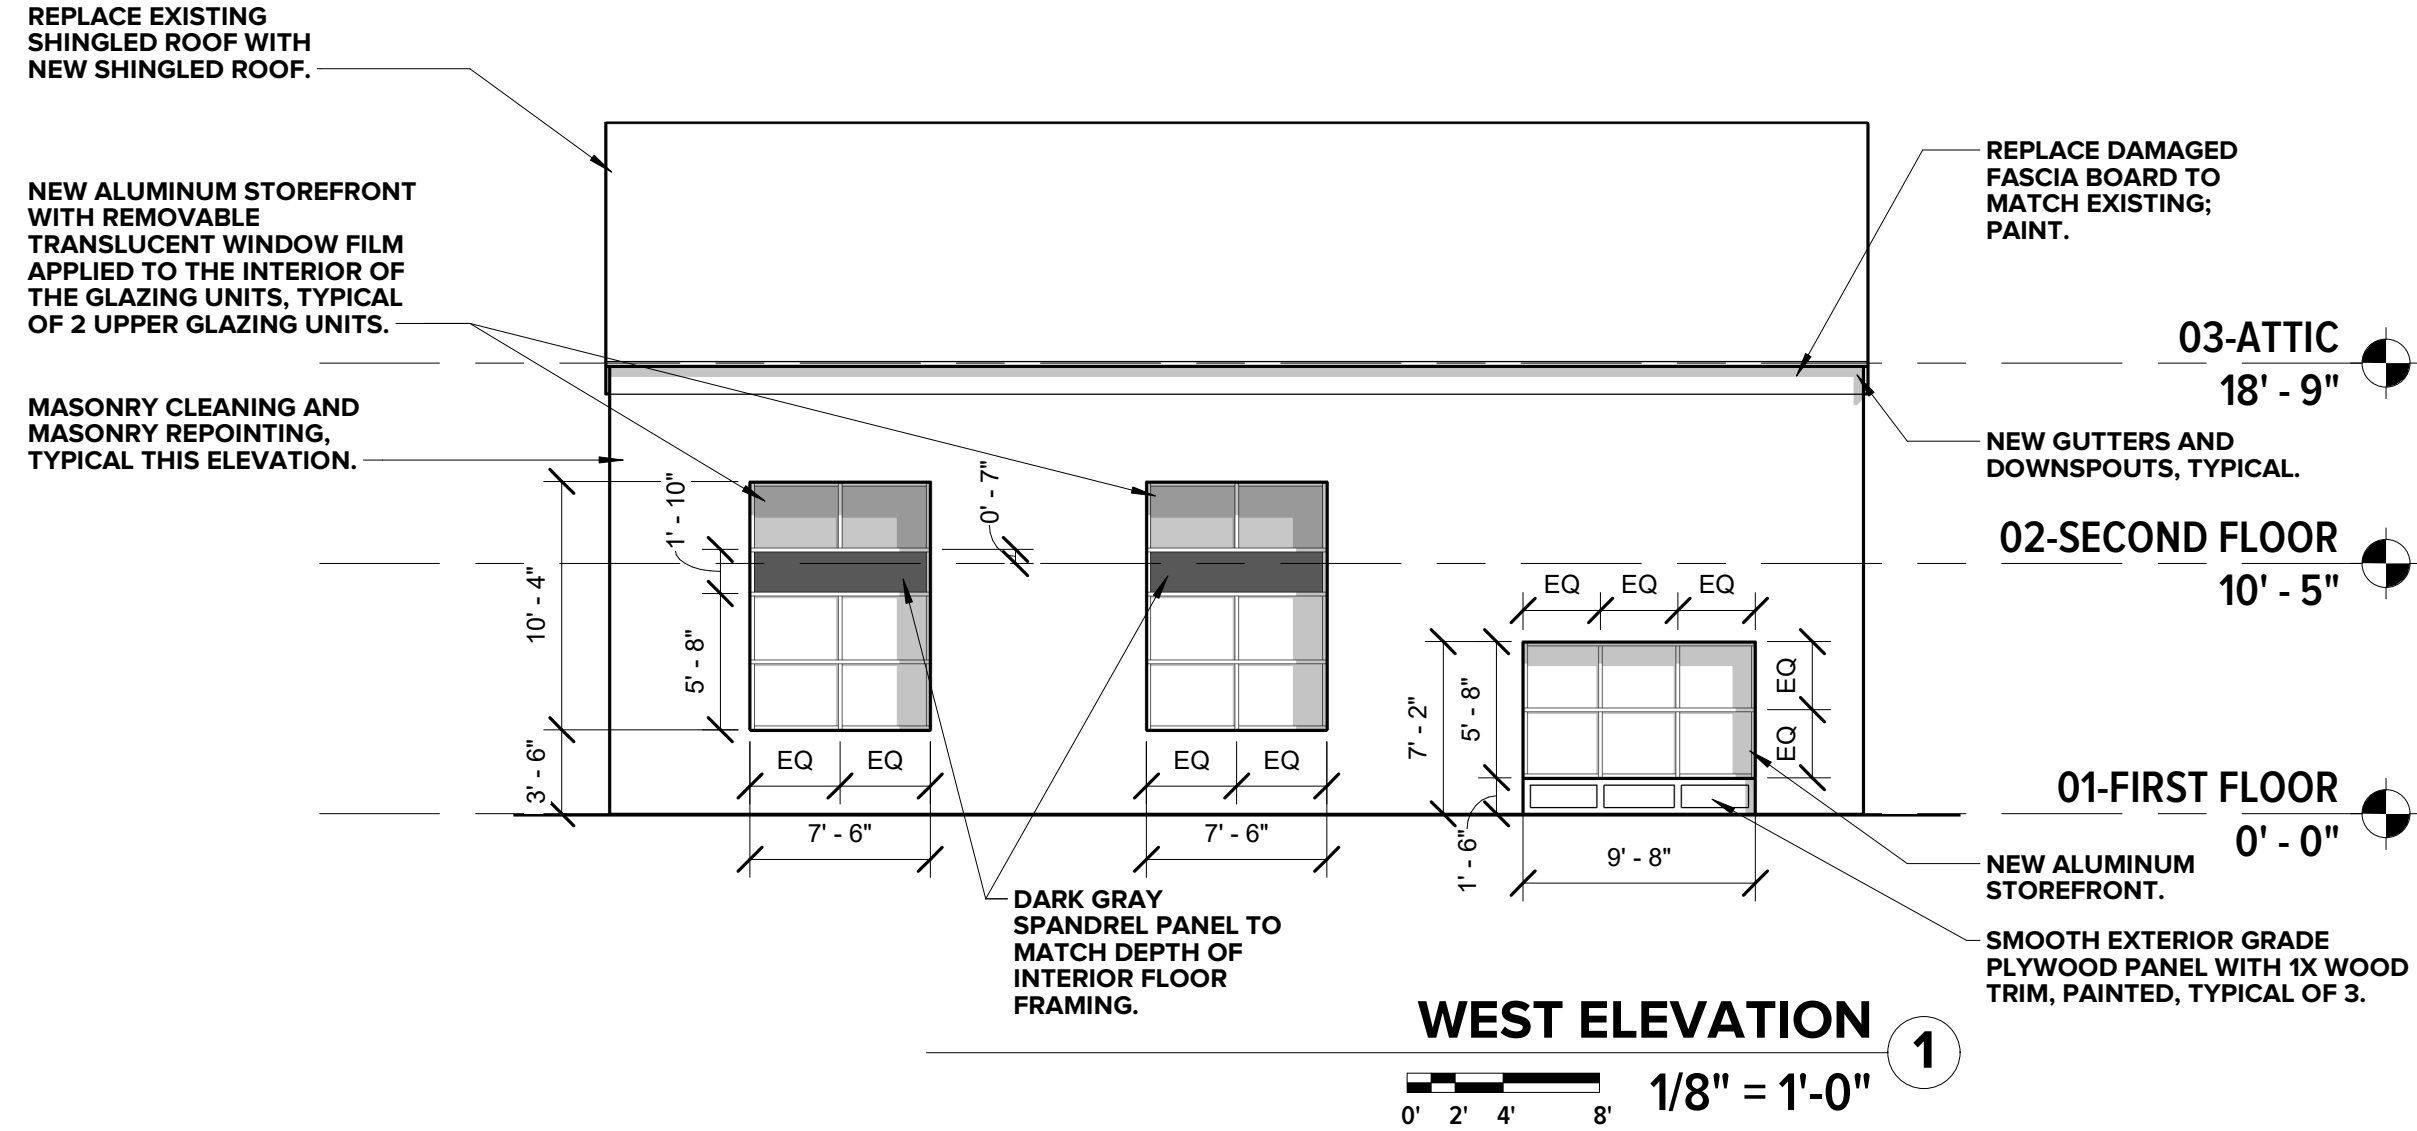 REPLACE EXISTING
SHINGLED ROOF WITH
NEW SHINGLED ROOF.
NEW ALUMINUM STOREFRONT
WITH REMOVABLE
TRANSLUCENT WINDOW FILM
APPLIED TO THE INTERIOR OF
THE GLAZING UNITS, TYPICAL
OF 2 UPPER GLAZING UNITS.
MASONRY CLEANING AND
MASONRY REPOINTING,
TYPICAL THIS ELEVATION.
REPLACE DAMAGED
FASCIA BOARD TO
MATCH EXISTING;
PAINT.
03-ATTIC
18' - 9"
NEW GUTTERS AND
DOWNSPOUTS, TYPICAL.
02-SECOND FLOOR
10' - 5"
01-FIRST FLOOR
0' - 0"
10' - 4"
3' - 6"
1' - 10"
5' - 8"
0' - 7"
EQ EQ
7' - 6"
EQ EQ
7' - 6"
EQ EQ EQ
7' - 2"
5' - 8"
1' - 6"
EQ
EQ
9' - 8"
NEW ALUMINUM
STOREFRONT.
SMOOTH EXTERIOR GRADE
PLYWOOD PANEL WITH 1X WOOD
TRIM, PAINTED, TYPICAL OF 3.
DARK GRAY
SPANDREL PANEL TO
MATCH DEPTH OF
INTERIOR FLOOR
FRAMING.
WEST ELEVATION
1
1/8" = 1'-0"
0' 2' 4' 8'